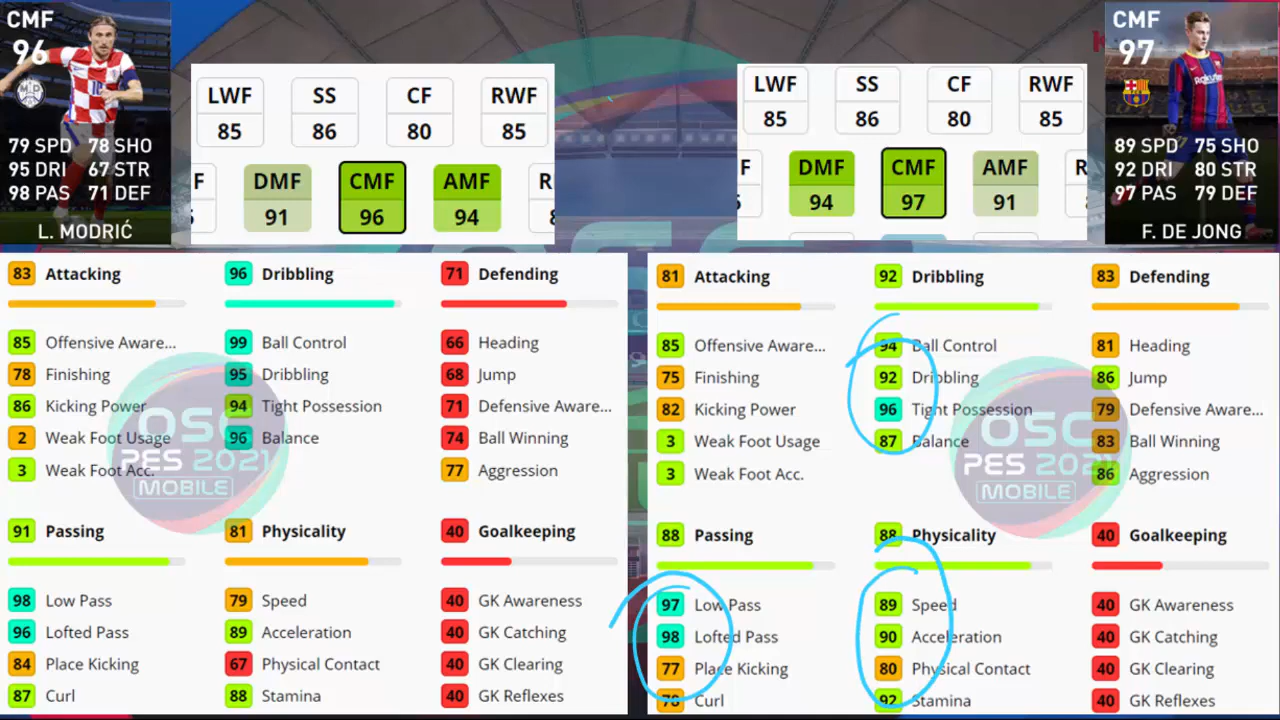 CMF
96
79 SPD 78 SHO
95 DRI 67 STR
98 PAS 71 DEF
L. MODRIĆ
LWF SS CF RWF
85 86 80 85
F DMF CMF AMF R
91 96 94
LWF SS CF RWF
85 86 80 85
DMF CMF AMF R
94 97 91
CMF
97
Rakuten
89 SPD 75 SHO
92 DRI 80 STR
97 PAS 79 DEF
F. DE JONG
83 Attacking
85 Offensive Aware...
78 Finishing
86 Kicking Power
2 Weak Foot Usage
3 Weak Foot Acc.
96 Dribbling
99 Ball Control
95 Dribbling
94 Tight Possession
96 Balance
71 Defending
66 Heading
68 Jump
71 Defensive Aware...
74 Ball Winning
77 Aggression
91 Passing
98 Low Pass
96 Lofted Pass
84 Place Kicking
87 Curl
81 Physicality
79 Speed
89 Acceleration
67 Physical Contact
88 Stamina
40 Goalkeeping
40 GK Awareness
40 GK Catching
40 GK Clearing
40 GK Reflexes
OSC
PES 2021
MOBILE
81 Attacking
85 Offensive Aware...
75 Finishing
82 Kicking Power
3 Weak Foot Usage
3 Weak Foot Acc.
92 Dribbling
94 Ball Control
92 Dribbling
96 Tight Possession
87 Balance
83 Defending
81 Heading
86 Jump
79 Defensive Aware...
83 Ball Winning
86 Aggression
88 Passing
97 Low Pass
98 Lofted Pass
77 Place Kicking
78 Curl
88 Physicality
89 Speed
90 Acceleration
80 Physical Contact
92 Stamina
40 Goalkeeping
40 GK Awareness
40 GK Catching
40 GK Clearing
40 GK Reflexes
OSC
PES 2021
MOBILE